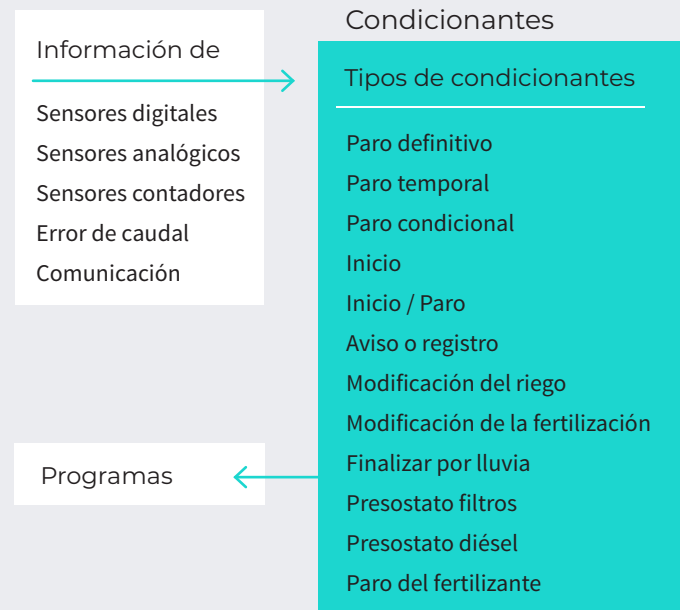 Información de
Sensores digitales
Sensores analógicos
Sensores contadores
Error de caudal
Comunicación
Programas
Condicionantes
Tipos de condicionantes
Paro definitivo
Paro temporal
Paro condicional
Inicio
Inicio / Paro
Aviso o registro
Modificación del riego
Modificación de la fertilización
Finalizar por lluvia
Presostato filtros
Presostato diésel
Paro del fertilizante